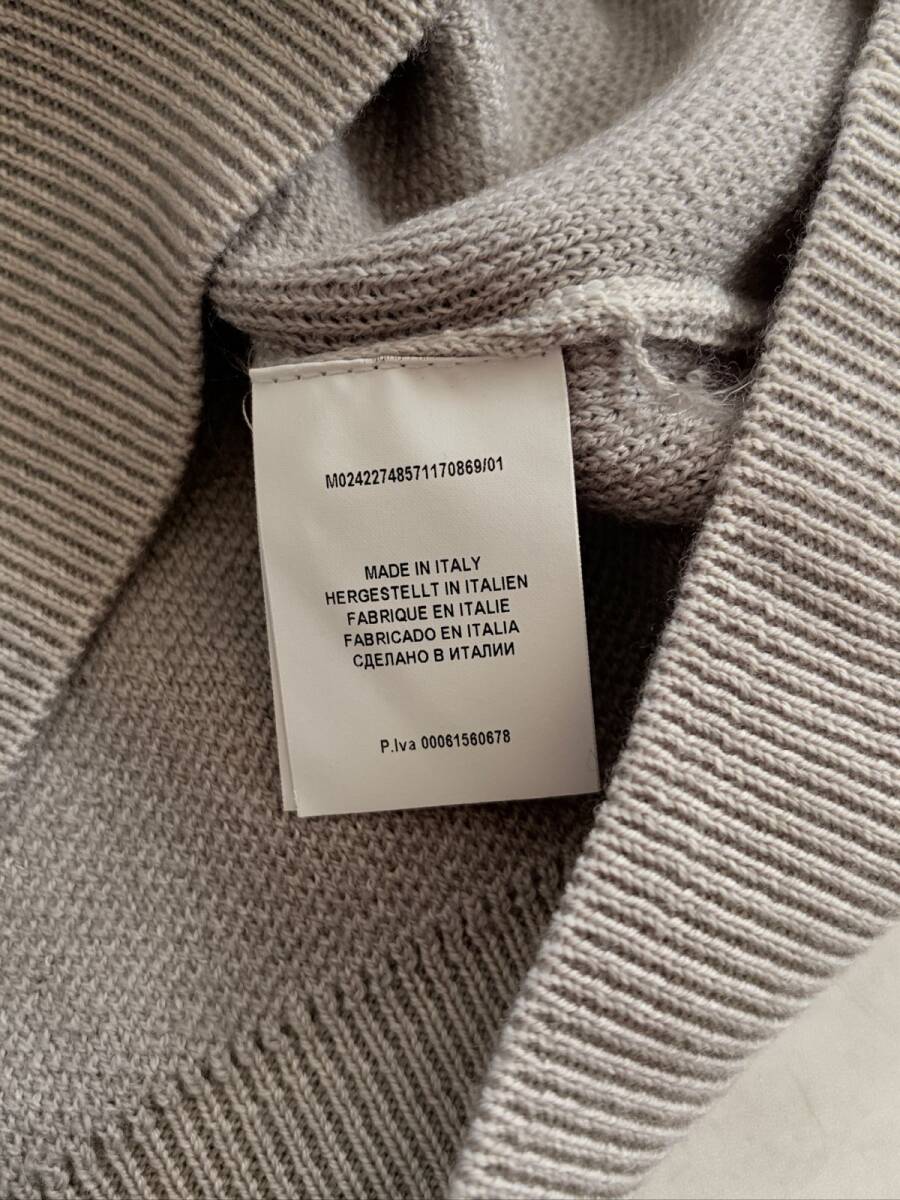 M02422748571170869/01
MADE IN ITALY
HERGESTELLT IN ITALIEN
FABRIQUE EN ITALIE
FABRICADO EN ITALIA
СДЕЛАНО В ИТАЛИИ
P.Iva 00061560678